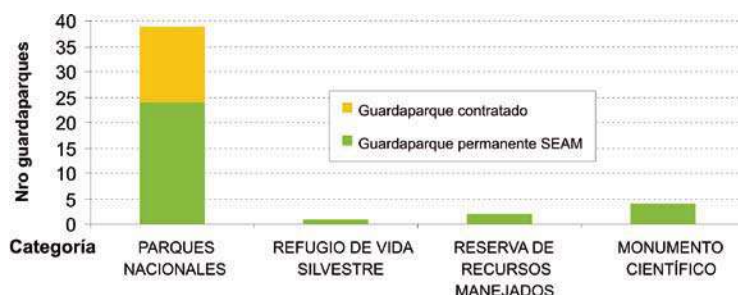 Nro guardaparques
40
35
30
25
20
15
10
5
0
Guardaparque contratado
Guardaparque permanente SEAM
Categoría
PARQUES
NACIONALES
REFUGIO DE VIDA
SILVESTRE
RESERVA DE
RECURSOS
MANEJADOS
MONUMENTO
CIENTÍFICO